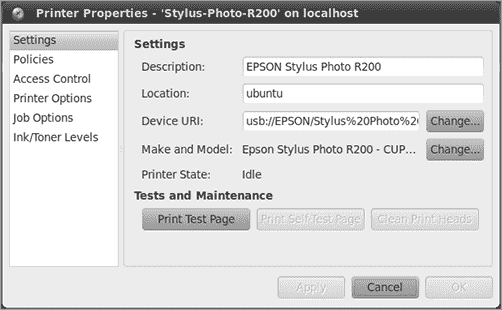 Printer Properties - 'Stylus-Photo-R200' on localhost
Settings
Policies
Access Control
Printer Options
Job Options
Ink/Toner Levels
Settings
Description: EPSON Stylus Photo R200
Location: ubuntu
Device URI: usb://EPSON/Stylus%20Photo%2 Change...
Make and Model: Epson Stylus Photo R200 - CUP... Change...
Printer State: Idle
Tests and Maintenance
Print Test Page Print Self-Test Page Clean Print Heads
Apply Cancel OK